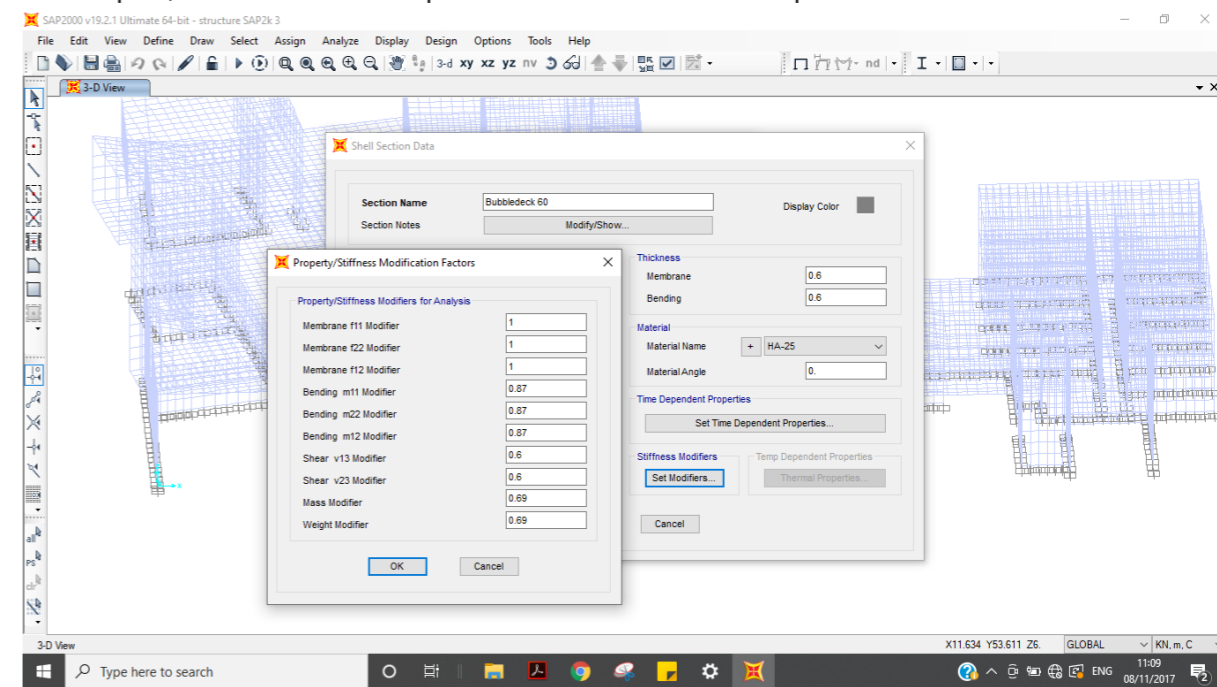 SAP2000 v19.2.1 Ultimate 64-bit - structure SAP2k 3
File Edit View Define Draw Select Assign Analyze Display Design Options Tools Help
3-d xy xz yz nv nd
3-D View
Shell Section Data
Section Name Bubbledeck 60 Display Color
Section Notes Modify/Show...
Thickness
Membrane 0.6
Bending 0.6
Material
Material Name + HA-25
Material Angle 0.
Time Dependent Properties
Set Time Dependent Properties...
Stiffness Modifiers Temp Dependent Properties
Set Modifiers... Thermal Properties...
Cancel
Property/Stiffness Modification Factors
Property/Stiffness Modifiers for Analysis
Membrane f11 Modifier 1
Membrane f22 Modifier 1
Membrane f12 Modifier 1
Bending m11 Modifier 0.87
Bending m22 Modifier 0.87
Bending m12 Modifier 0.87
Shear v13 Modifier 0.6
Shear v23 Modifier 0.6
Mass Modifier 0.69
Weight Modifier 0.69
OK Cancel
x
all
PS
clr
3-D View X11.634 Y53.611 Z6. GLOBAL KN, m, C
Type here to search ENG 11:09
08/11/2017 2